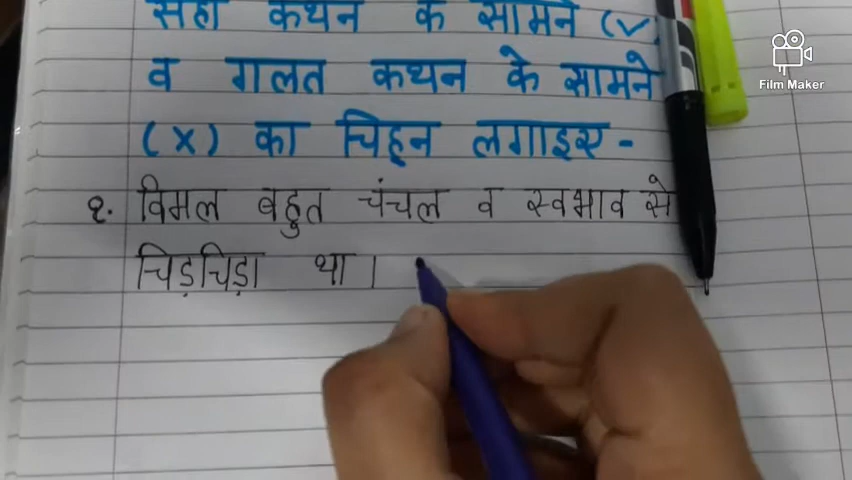 सही कथन के सामने (✓)
व गलत कथन के सामने
(x) का चिह्न लगाइए -
१. विमल बहुत चंचल व स्वभाव से
चिड़चिड़ा था।
Film Maker